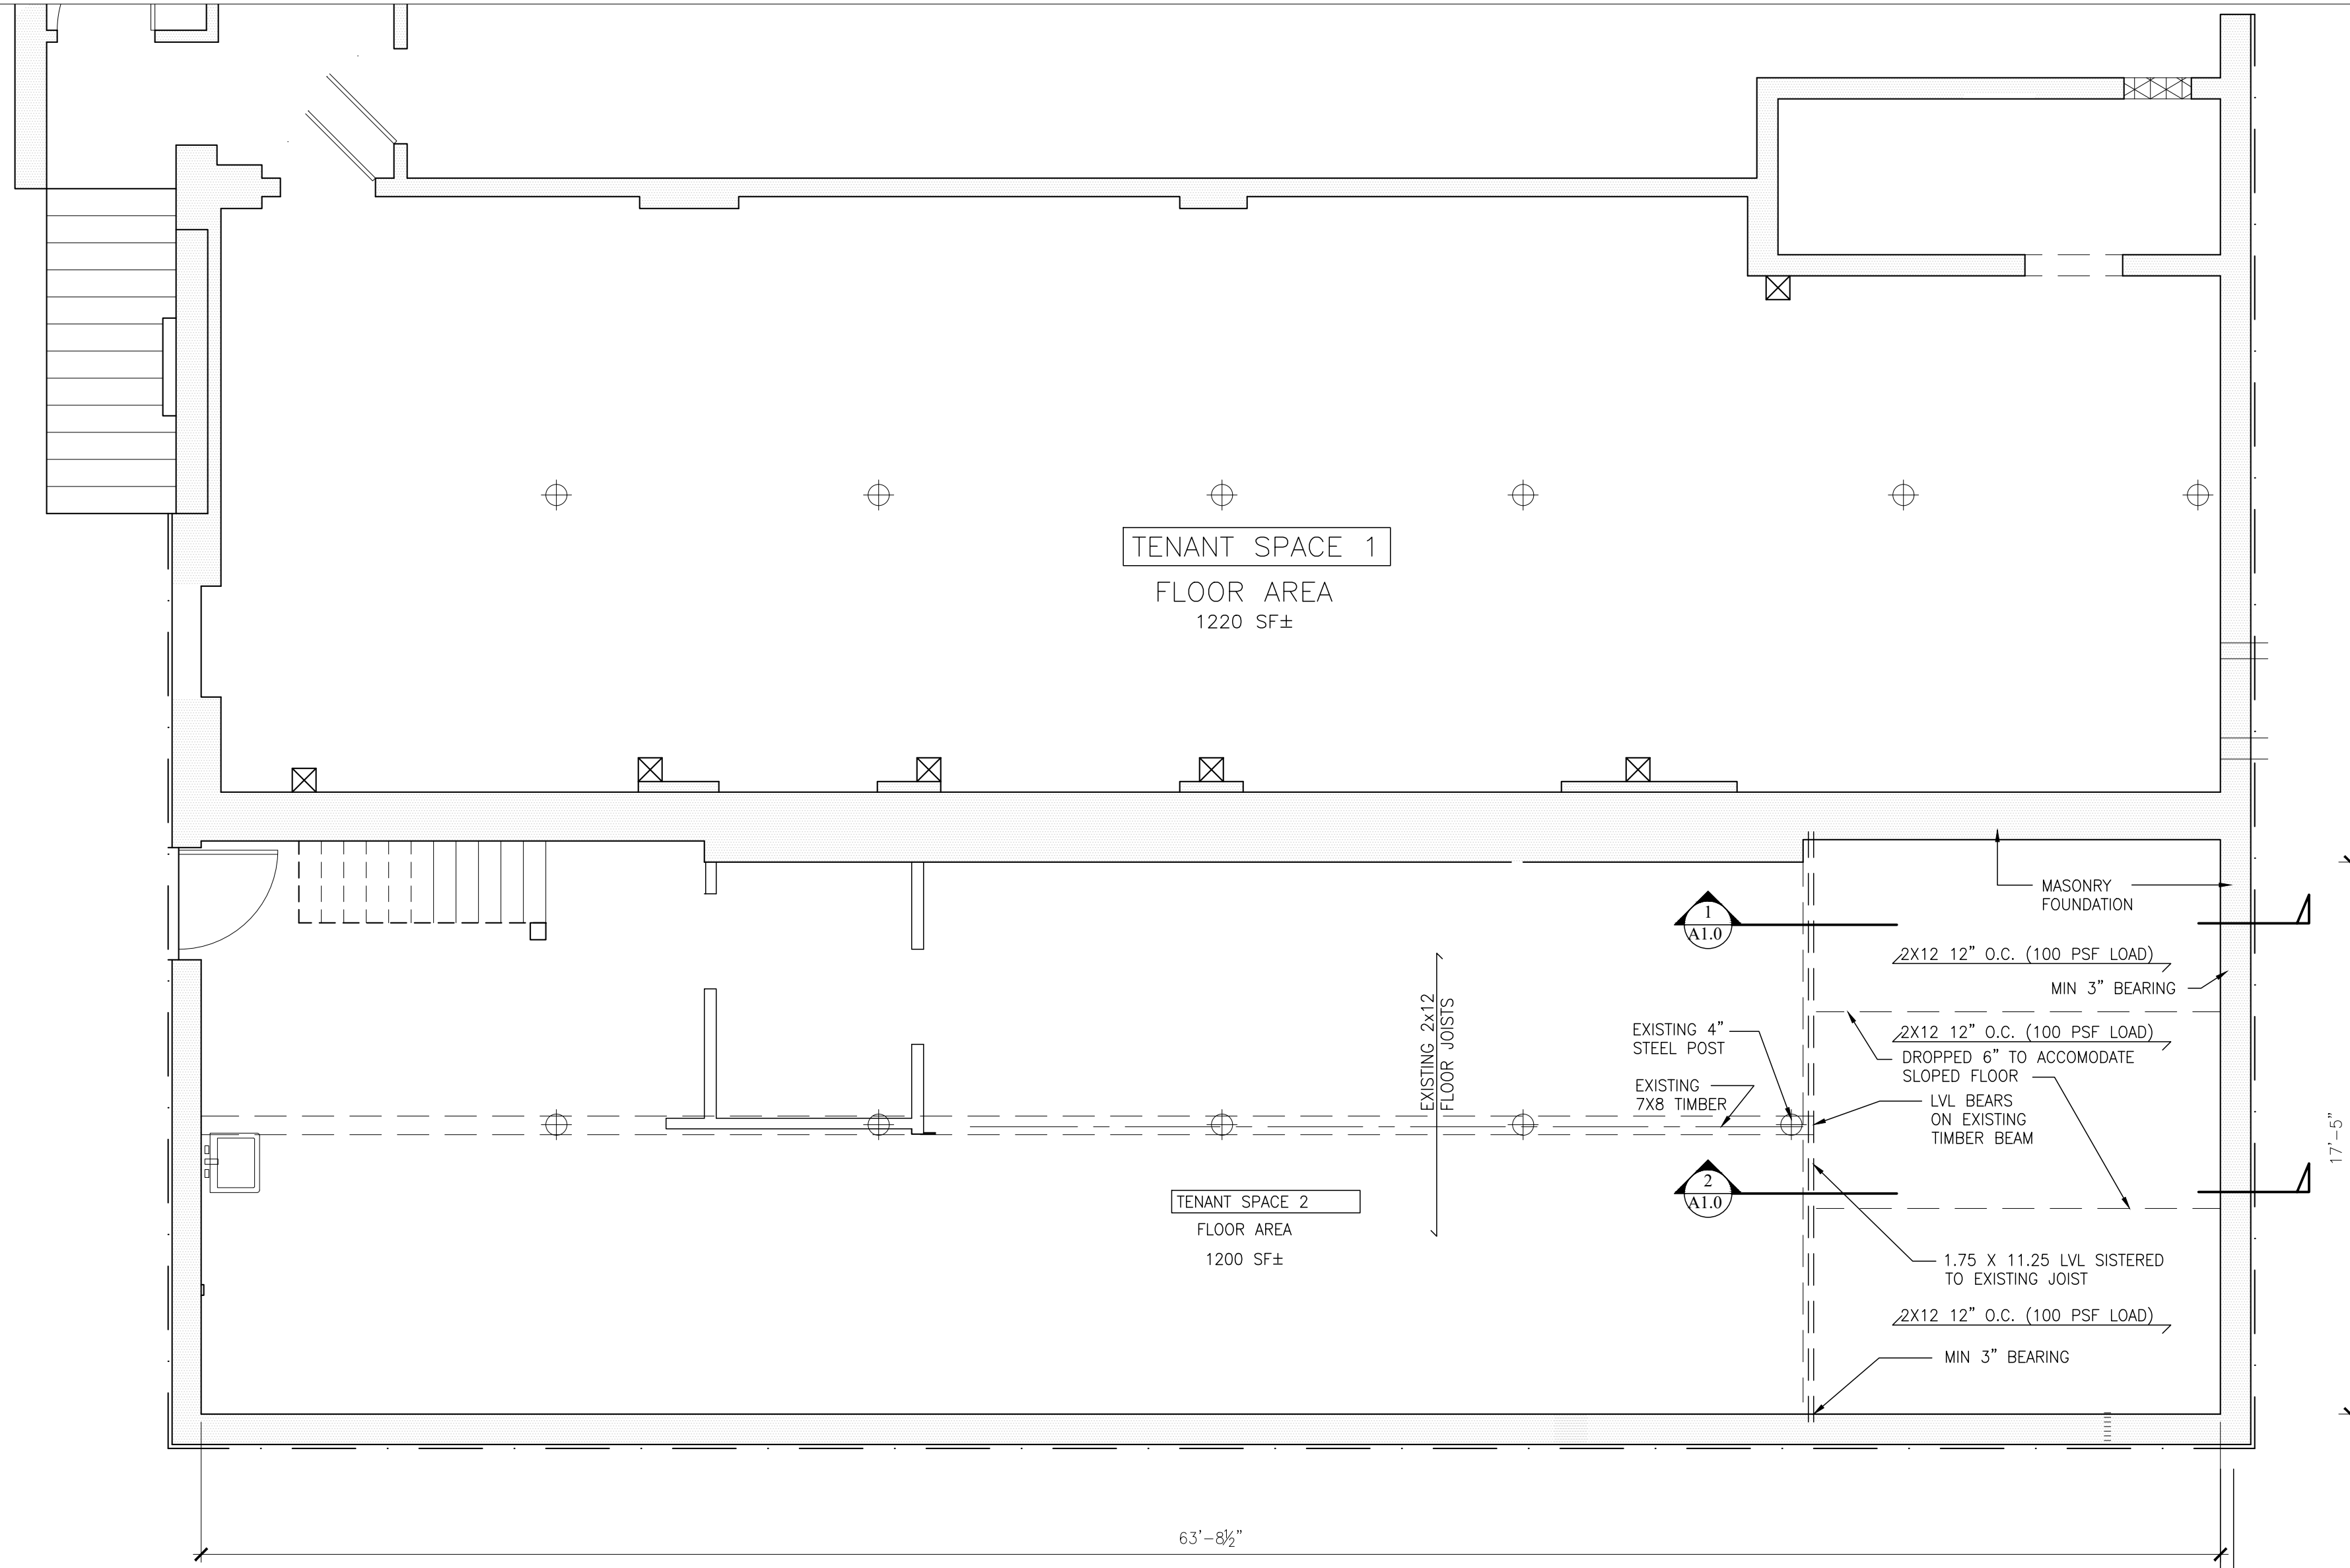 TENANT SPACE 1
FLOOR AREA
1220 SF±
MASONRY
FOUNDATION
1
A1.0
2X12 12” O.C. (100 PSF LOAD)
MIN 3” BEARING
EXISTING 2x12
FLOOR JOISTS
EXISTING 4”
STEEL POST
2X12 12” O.C. (100 PSF LOAD)
DROPPED 6” TO ACCOMODATE
SLOPED FLOOR
EXISTING
7X8 TIMBER
LVL BEARS
ON EXISTING
TIMBER BEAM
17’-5”
2
A1.0
TENANT SPACE 2
FLOOR AREA
1200 SF±
1.75 X 11.25 LVL SISTERED
TO EXISTING JOIST
2X12 12” O.C. (100 PSF LOAD)
MIN 3” BEARING
63’-8½”